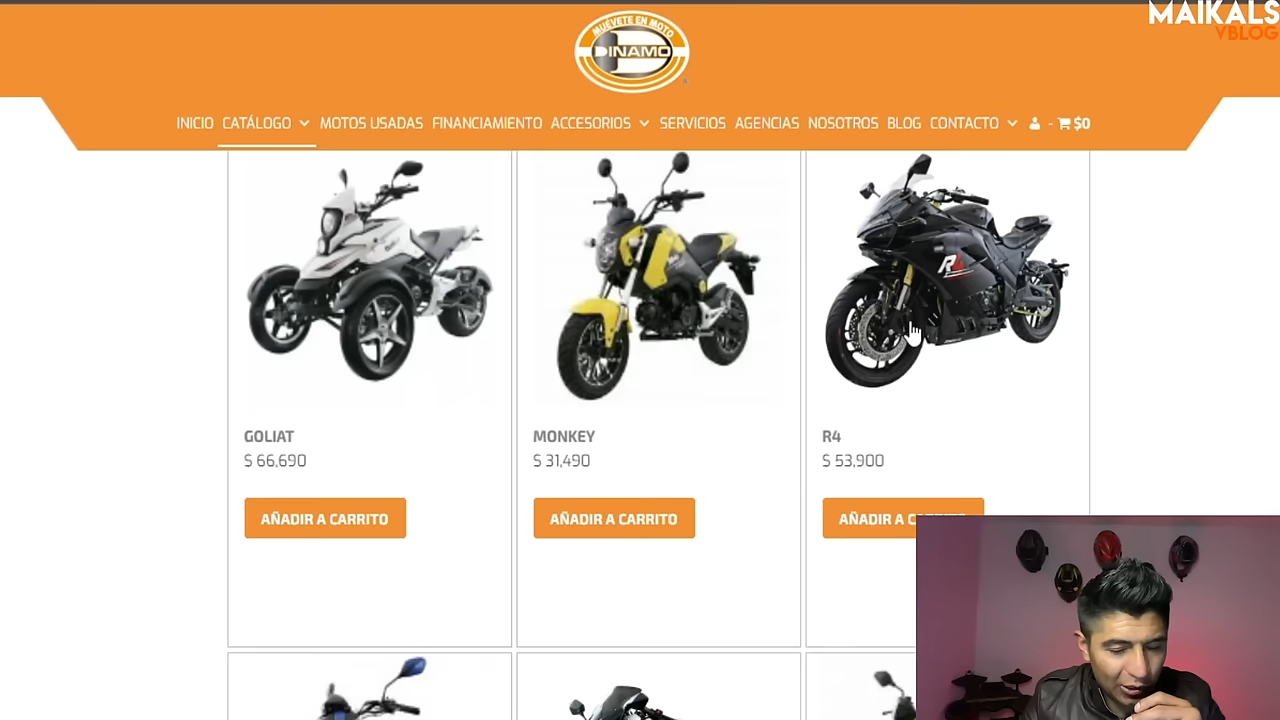 MAIKALS
VBLOG
MUÉVETE EN MOTO
DINAMO
INICIO CATÁLOGO MOTOS USADAS FINANCIAMIENTO ACCESORIOS SERVICIOS AGENCIAS NOSOTROS BLOG CONTACTO - $0
R4
GOLIAT
$ 66,690
AÑADIR A CARRITO
MONKEY
$ 31,490
AÑADIR A CARRITO
R4
$ 53,900
AÑADIR A